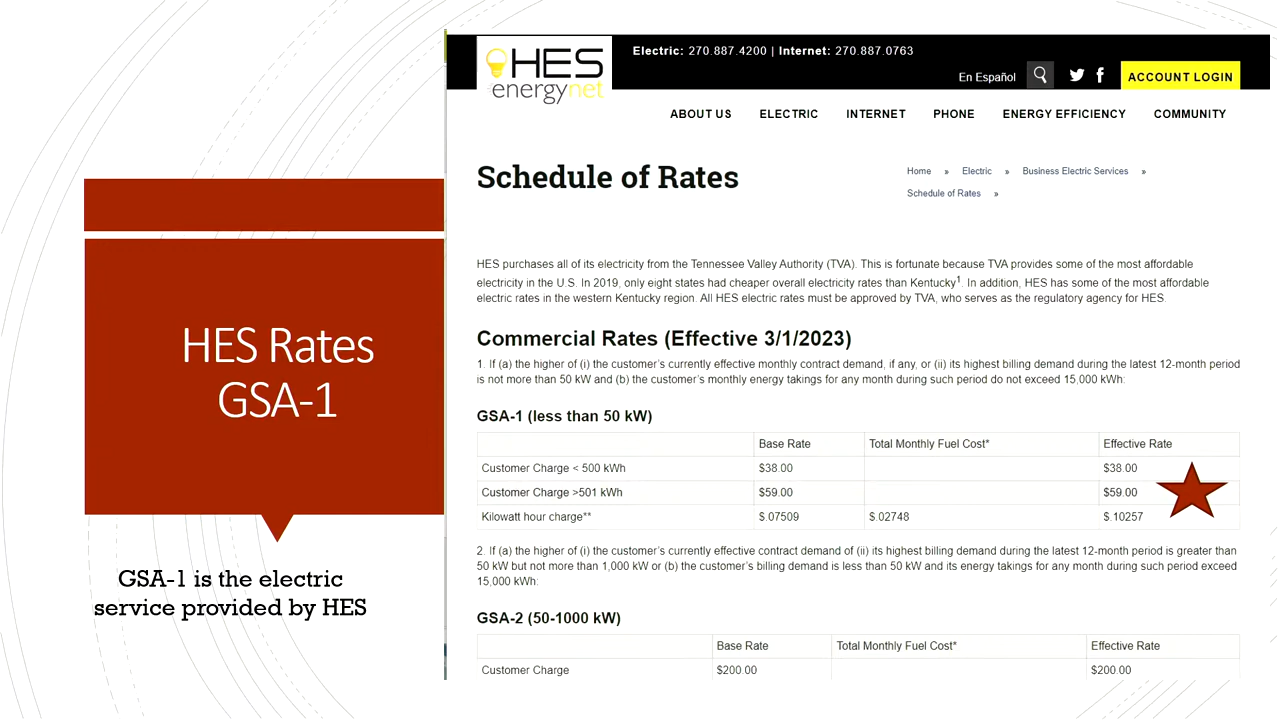 HES Rates
GSA-1
GSA-1 is the electric
service provided by HES
HES
energynet
Electric: 270.887.4200 | Internet: 270.887.0763
En Español
ACCOUNT LOGIN
ABOUT US ELECTRIC INTERNET PHONE ENERGY EFFICIENCY COMMUNITY
Schedule of Rates
Home » Electric » Business Electric Services »
Schedule of Rates »
HES purchases all of its electricity from the Tennessee Valley Authority (TVA). This is fortunate because TVA provides some of the most affordable
electricity in the U.S. In 2019, only eight states had cheaper overall electricity rates than Kentucky1. In addition, HES has some of the most affordable
electric rates in the western Kentucky region. All HES electric rates must be approved by TVA, who serves as the regulatory agency for HES.
Commercial Rates (Effective 3/1/2023)
1. If (a) the higher of (i) the customer's currently effective monthly contract demand, if any, or (ii) its highest billing demand during the latest 12-month period
is not more than 50 kW and (b) the customer's monthly energy takings for any month during such period do not exceed 15,000 kWh:
GSA-1 (less than 50 kW)
Base Rate Total Monthly Fuel Cost* Effective Rate
Customer Charge < 500 kWh $38.00 $38.00
Customer Charge >501 kWh $59.00 $59.00
Kilowatt hour charge** $.07509 $.02748 $.10257
2. If (a) the higher of (i) the customer's currently effective contract demand of (ii) its highest billing demand during the latest 12-month period is greater than
50 kW but not more than 1,000 kW or (b) the customer's billing demand is less than 50 kW and its energy takings for any month during such period exceed
15,000 kWh:
GSA-2 (50-1000 kW)
Base Rate Total Monthly Fuel Cost* Effective Rate
Customer Charge $200.00 $200.00